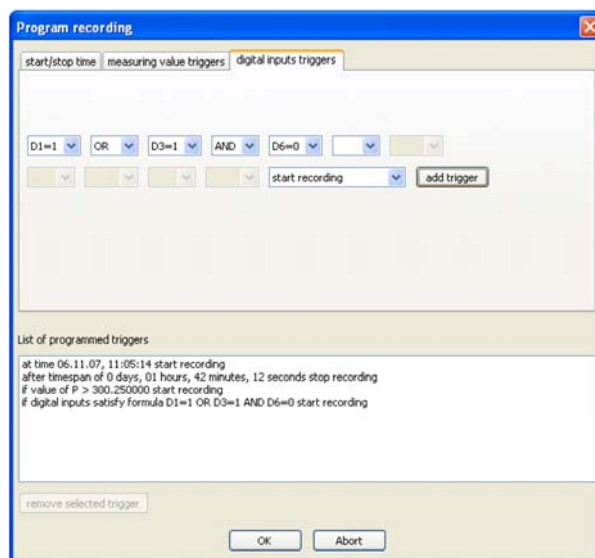 Program recording
start/stop time measuring value triggers digital inputs triggers
D1=1 OR D3=1 AND D6=0
start recording add trigger
List of programmed triggers
at time 06.11.07, 11:05:14 start recording
after timespan of 0 days, 01 hours, 42 minutes, 12 seconds stop recording
if value of P > 300.250000 start recording
if digital inputs satisfy formula D1=1 OR D3=1 AND D6=0 start recording
remove selected trigger
OK Abort